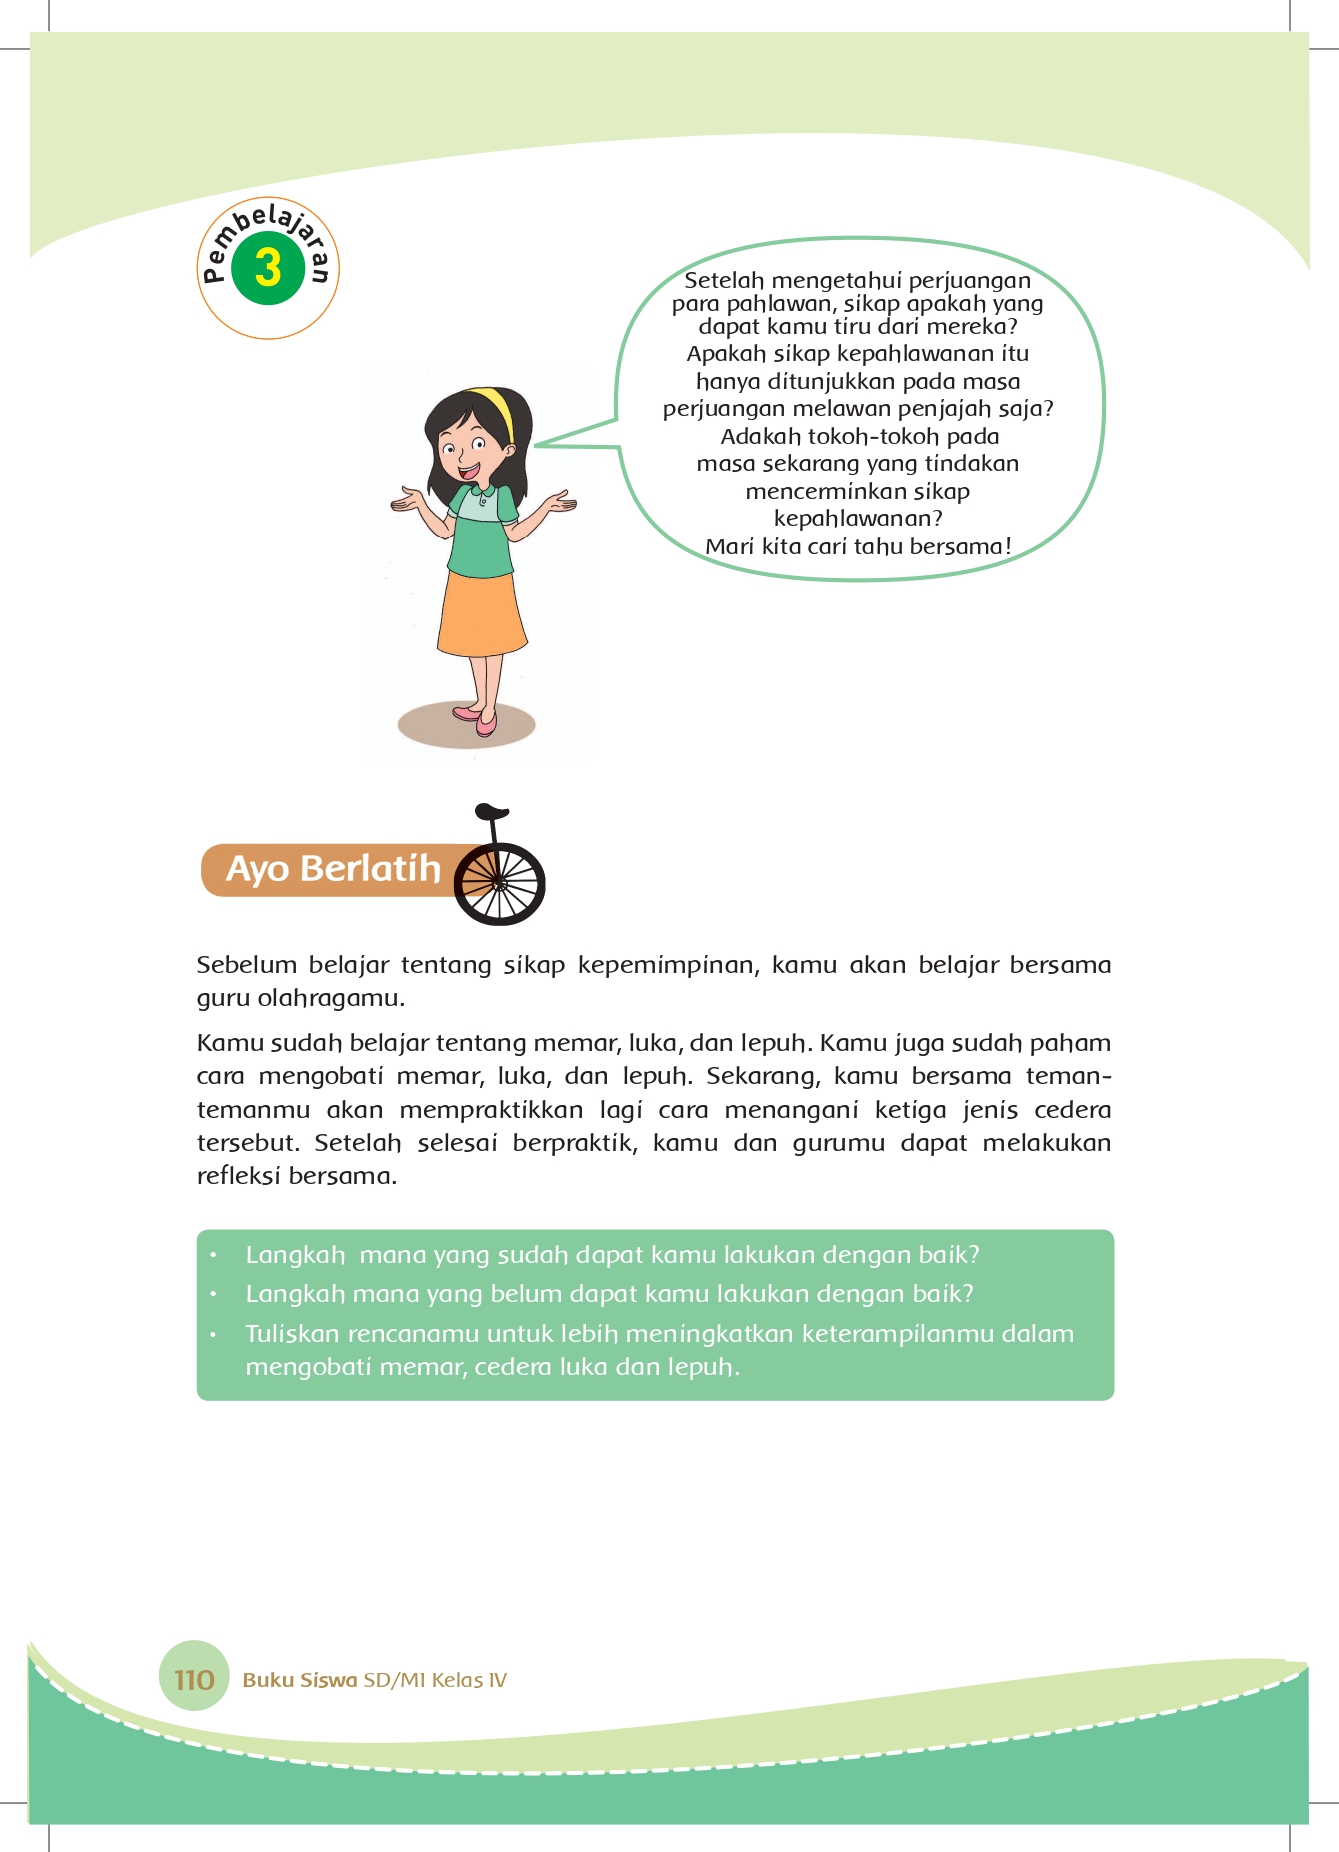 Pembelajaran
3
Setelah mengetahui perjuangan
para pahlawan, sikap apakah yang
dapat kamu tiru dari mereka?
Apakah sikap kepahlawanan itu
hanya ditunjukkan pada masa
perjuangan melawan penjajah saja?
Adakah tokoh-tokoh pada
masa sekarang yang tindakan
mencerminkan sikap
kepahlawanan?
Mari kita cari tahu bersama!
Ayo Berlatih
Sebelum belajar tentang sikap kepemimpinan, kamu akan belajar bersama
guru olahragamu.
Kamu sudah belajar tentang memar, luka, dan lepuh. Kamu juga sudah paham
cara mengobati memar, luka, dan lepuh. Sekarang, kamu bersama teman-
temanmu akan mempraktikkan lagi cara menangani ketiga jenis cedera
tersebut. Setelah selesai berpraktik, kamu dan gurumu dapat melakukan
refleksi bersama.
• Langkah mana yang sudah dapat kamu lakukan dengan baik?
• Langkah mana yang belum dapat kamu lakukan dengan baik?
• Tuliskan rencanamu untuk lebih meningkatkan keterampilanmu dalam
mengobati memar, cedera luka dan lepuh.
110 Buku Siswa SD/MI Kelas IV